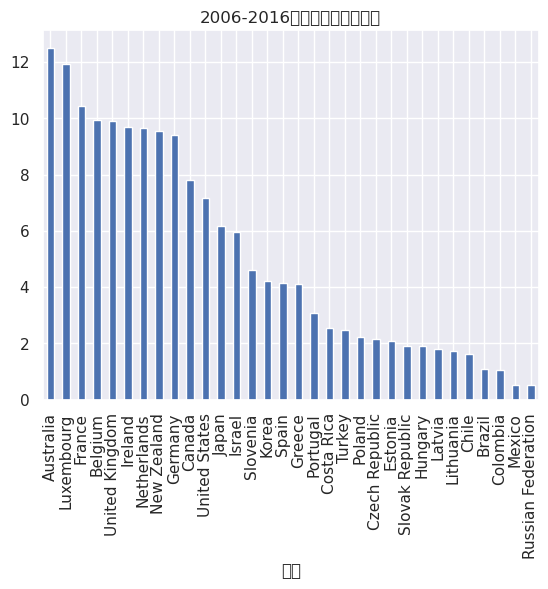 2006-2016
12
10
8
6
4
2
0
Australia
Luxembourg
France
Belgium
United Kingdom
Ireland
Netherlands
New Zealand
Germany
Canada
United States
Japan
Israel
Slovenia
Korea
Spain
Greece
Portugal
Costa Rica
Turkey
Poland
Czech Republic
Estonia
Slovak Republic
Hungary
Latvia
Lithuania
Chile
Brazil
Colombia
Mexico
Russian Federation